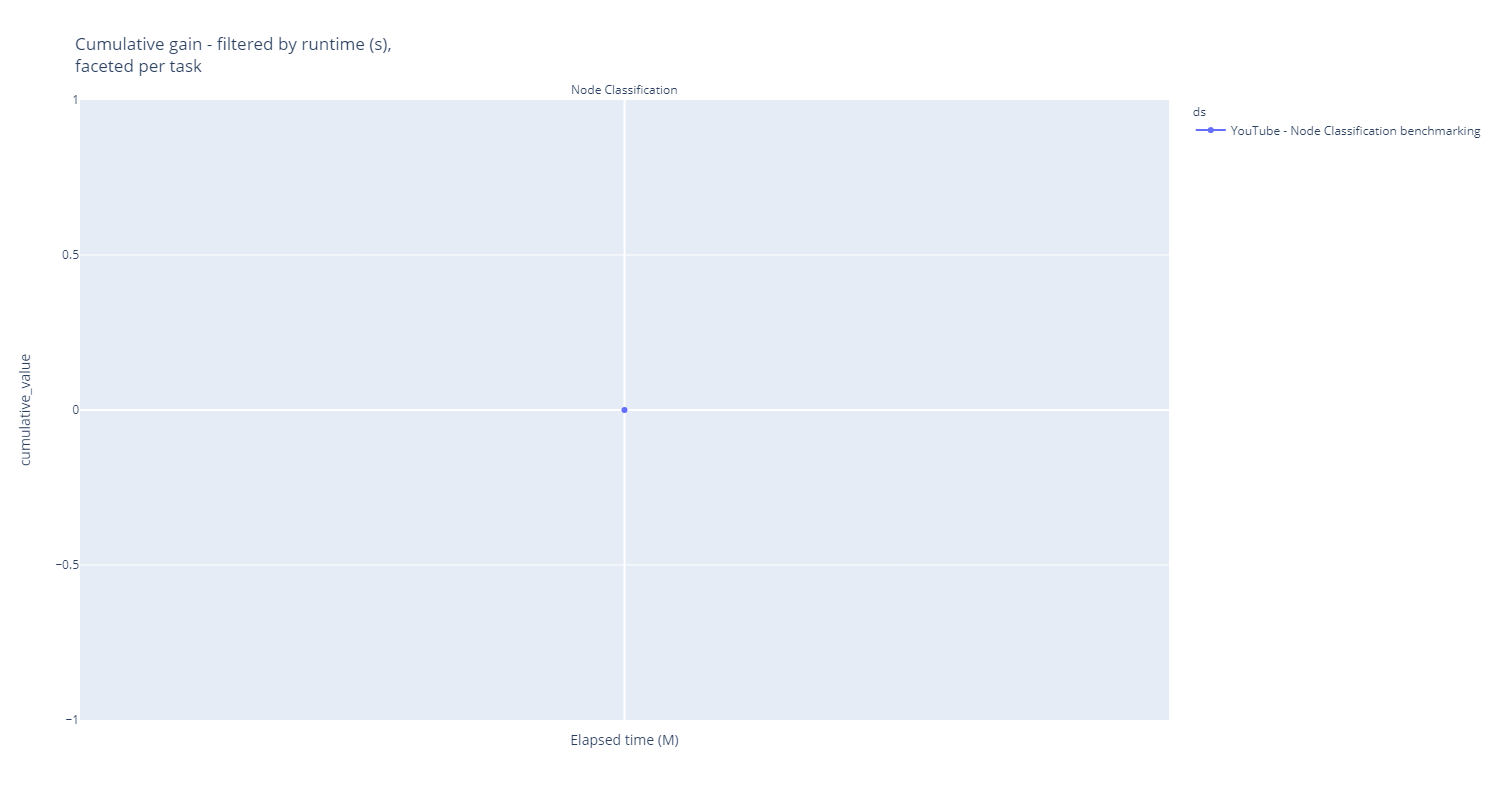 Cumulative gain - filtered by runtime (s),
faceted per task
Node Classification
1
0.5
0
−0.5
−1
cumulative_value
Elapsed time (M)
ds
YouTube - Node Classification benchmarking